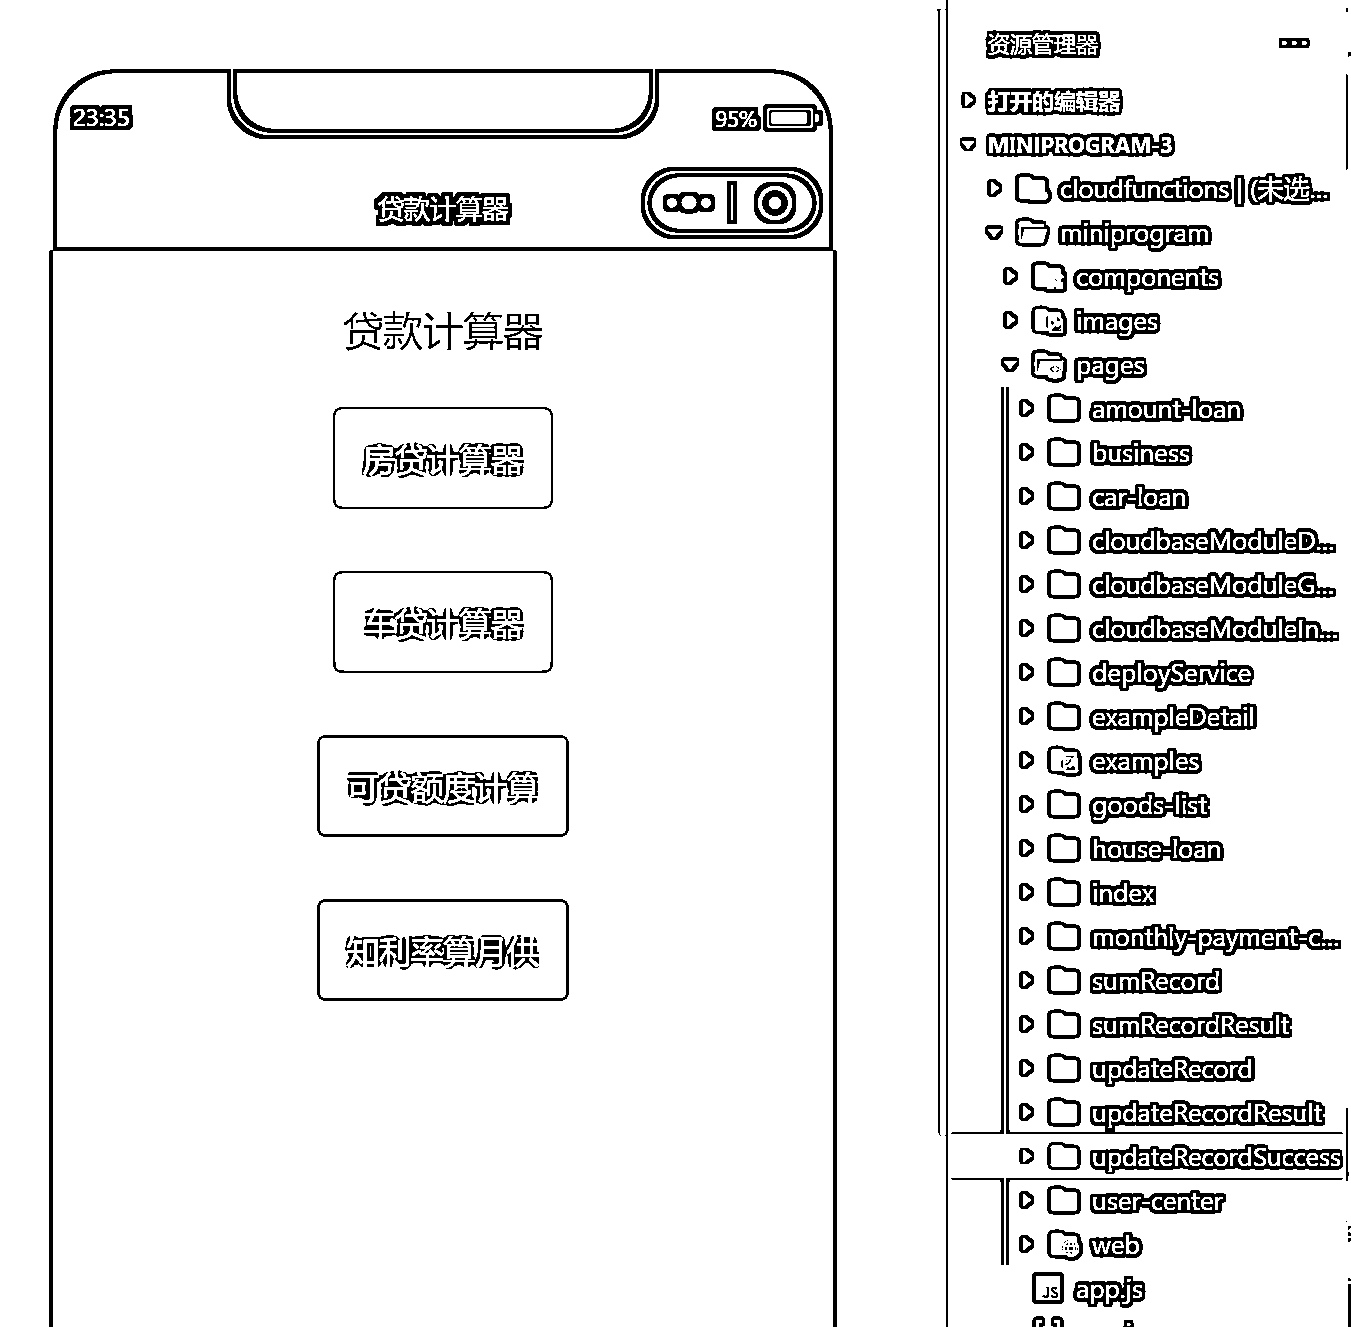 23:35
95%
贷款计算器
贷款计算器
房贷计算器
车贷计算器
可贷额度计算
知利率算月供
资源管理器
打开的编辑器
MINIPROGRAM-3
cloudfunctions | (未选...
miniprogram
components
images
pages
amount-loan
business
car-loan
cloudbaseModuleD...
cloudbaseModuleG...
cloudbaseModuleIn...
deployService
exampleDetail
examples
goods-list
house-loan
index
monthly-payment-c...
sumRecord
sumRecordResult
updateRecord
updateRecordResult
updateRecordSuccess
user-center
web
JS app.js